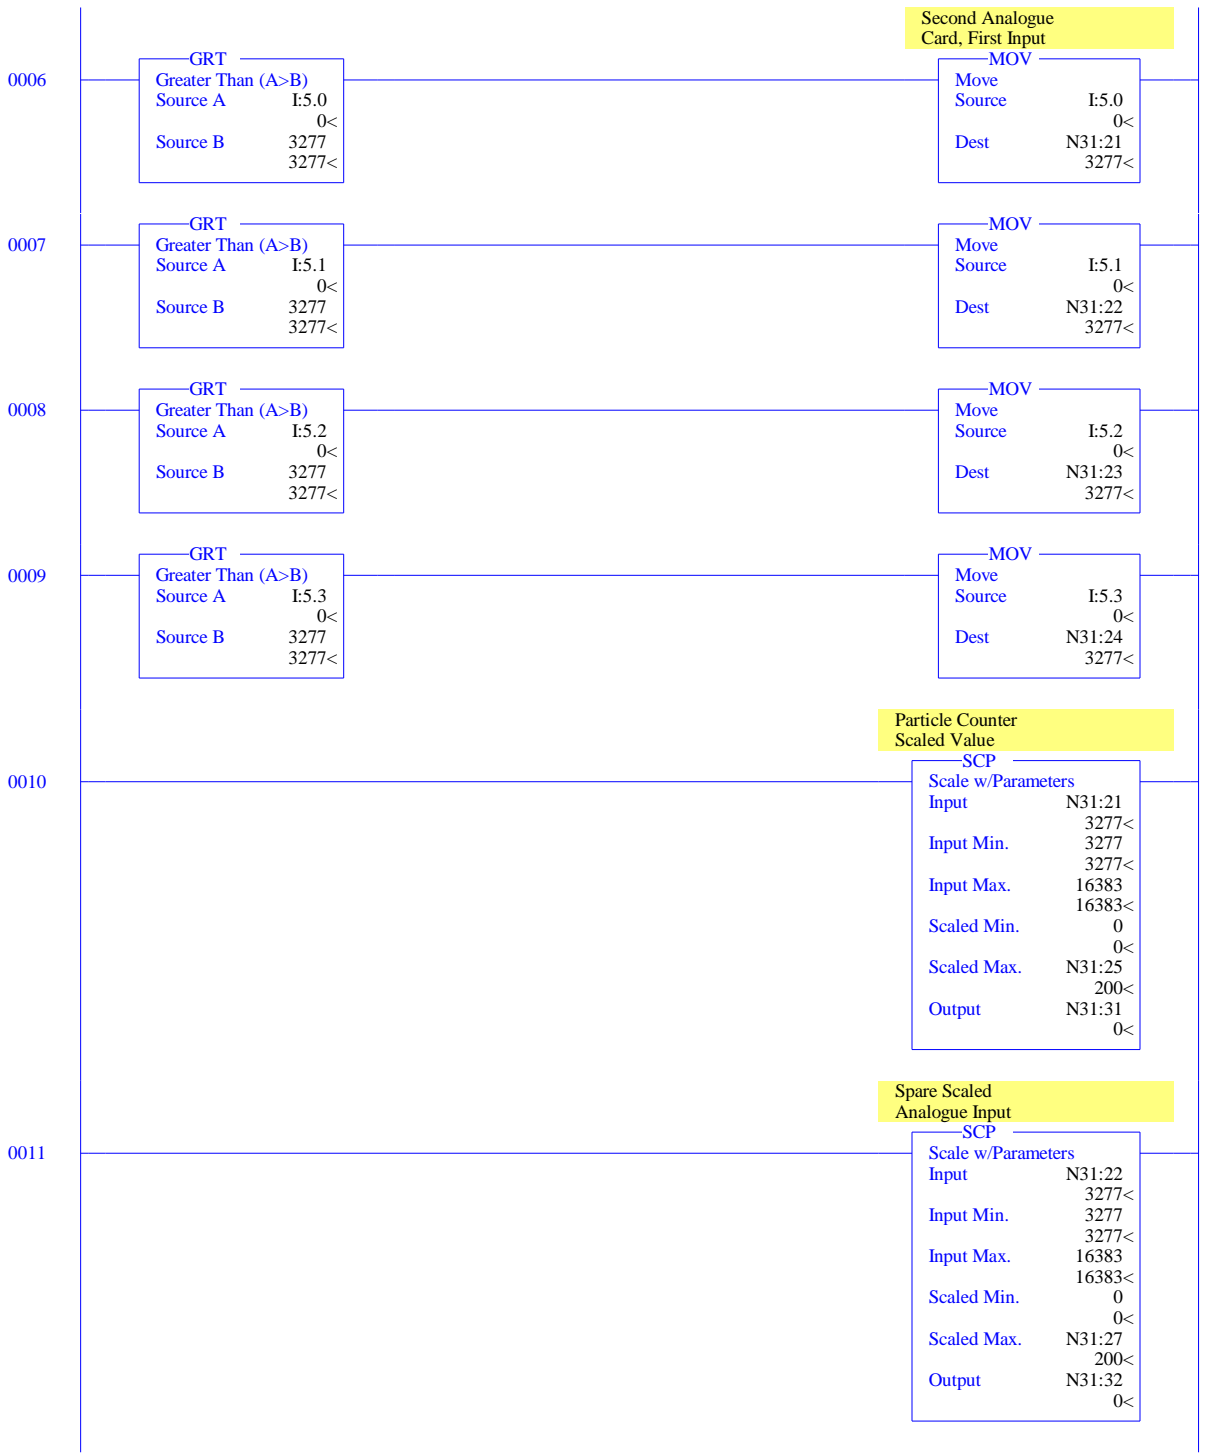 Second Analogue
Card, First Input
GRT
MOV
0006
Greater Than (A>B)
Move
Source A I:5.0
Source I:5.0
0<
0<
Source B 3277
Dest N31:21
3277<
3277<
GRT
MOV
0007
Greater Than (A>B)
Move
Source A I:5.1
Source I:5.1
0<
0<
Source B 3277
Dest N31:22
3277<
3277<
GRT
MOV
0008
Greater Than (A>B)
Move
Source A I:5.2
Source I:5.2
0<
0<
Source B 3277
Dest N31:23
3277<
3277<
GRT
MOV
0009
Greater Than (A>B)
Move
Source A I:5.3
Source I:5.3
0<
0<
Source B 3277
Dest N31:24
3277<
3277<
Particle Counter
Scaled Value
SCP
0010
Scale w/Parameters
Input N31:21
3277<
Input Min. 3277
3277<
Input Max. 16383
16383<
Scaled Min. 0
0<
Scaled Max. N31:25
200<
Output N31:31
0<
Spare Scaled
Analogue Input
SCP
0011
Scale w/Parameters
Input N31:22
3277<
Input Min. 3277
3277<
Input Max. 16383
16383<
Scaled Min. 0
0<
Scaled Max. N31:27
200<
Output N31:32
0<